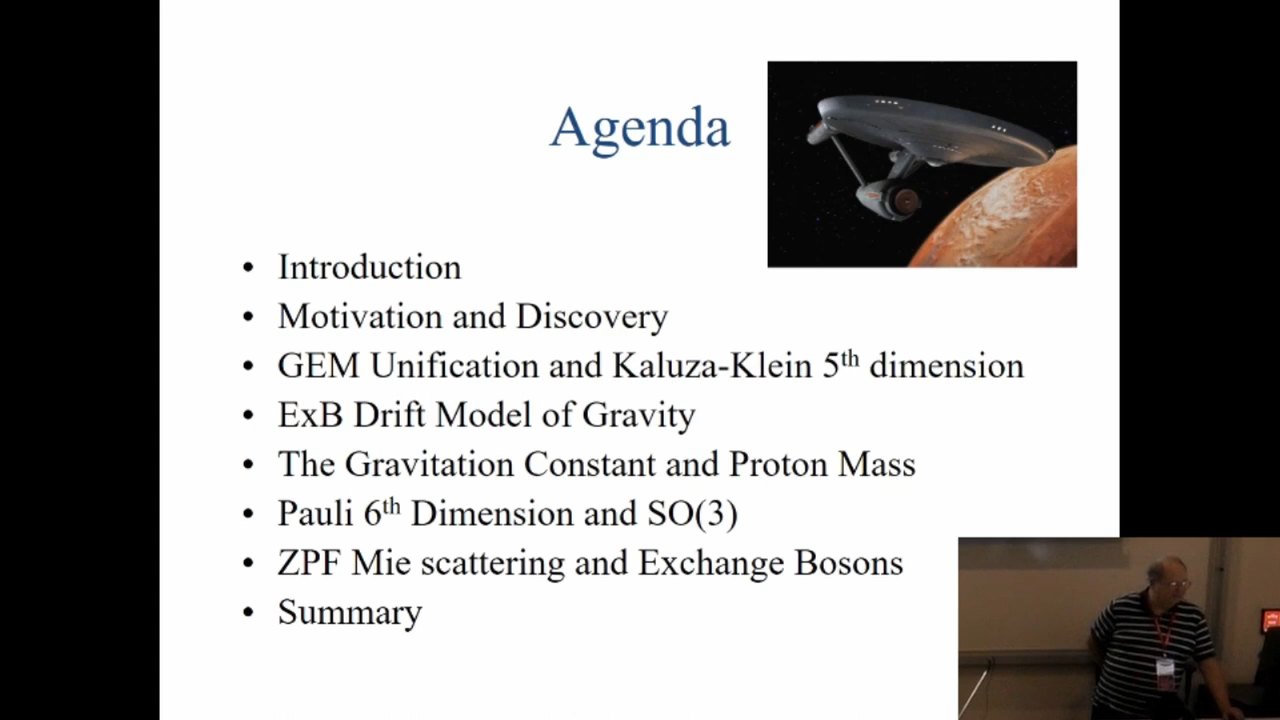 Agenda
• Introduction
• Motivation and Discovery
• GEM Unification and Kaluza-Klein 5th dimension
• ExB Drift Model of Gravity
• The Gravitation Constant and Proton Mass
• Pauli 6th Dimension and SO(3)
• ZPF Mie scattering and Exchange Bosons
• Summary